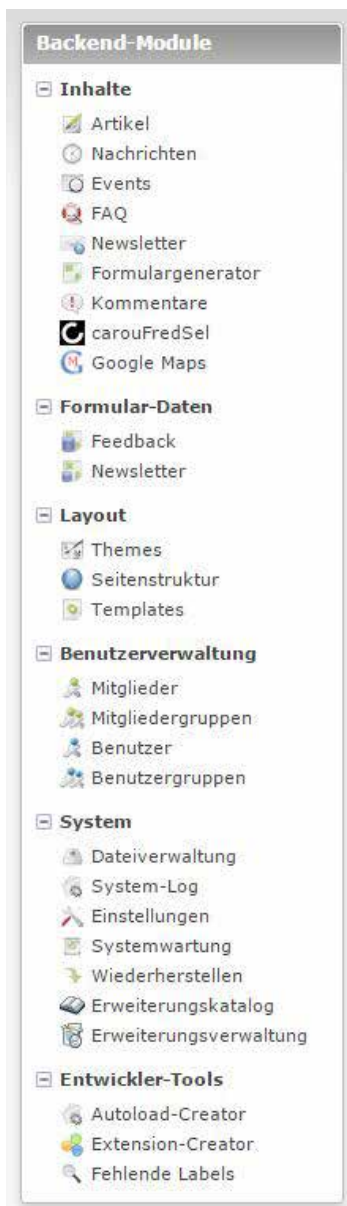 Backend-Module
Inhalte
Artikel
Nachrichten
Events
FAQ
Newsletter
Formulargenerator
Kommentare
carouFredSel
Google Maps
Formular-Daten
Feedback
Newsletter
Layout
Themes
Seitenstruktur
Templates
Benutzerverwaltung
Mitglieder
Mitgliedergruppen
Benutzer
Benutzergruppen
System
Dateiverwaltung
System-Log
Einstellungen
Systemwartung
Wiederherstellen
Erweiterungskatalog
Erweiterungsverwaltung
Entwickler-Tools
Autoload-Creator
Extension-Creator
Fehlende Labels